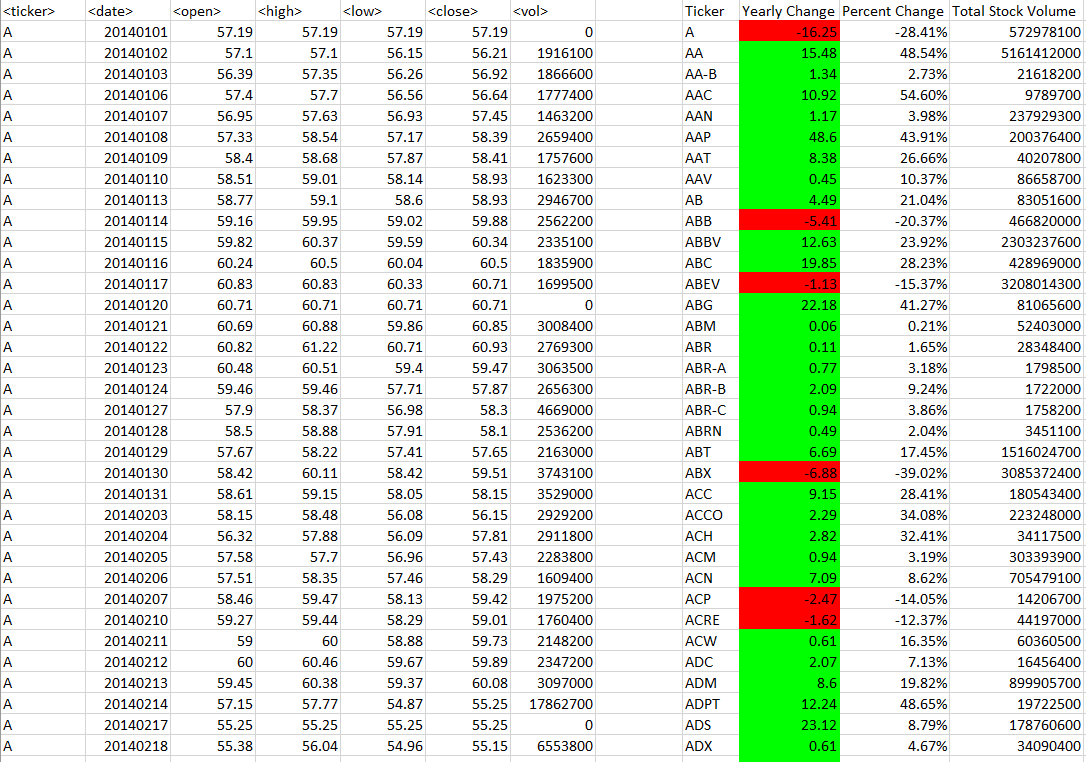 <ticker> <date> <open> <high> <low> <close> <vol> Ticker Yearly Change Percent Change Total Stock Volume
A 20140101 57.19 57.19 57.19 57.19 0 A -16.25 -28.41% 572978100
A 20140102 57.1 57.1 56.15 56.21 1916100 AA 15.48 48.54% 5161412000
A 20140103 56.39 57.35 56.26 56.92 1866600 AA-B 1.34 2.73% 21618200
A 20140106 57.4 57.7 56.56 56.64 1777400 AAC 10.92 54.60% 9789700
A 20140107 56.95 57.63 56.93 57.45 1463200 AAN 1.17 3.98% 237929300
A 20140108 57.33 58.54 57.17 58.39 2659400 AAP 48.6 43.91% 200376400
A 20140109 58.4 58.68 57.87 58.41 1757600 AAT 8.38 26.66% 40207800
A 20140110 58.51 59.01 58.14 58.93 1623300 AAV 0.45 10.37% 86658700
A 20140113 58.77 59.1 58.6 58.93 2946700 AB 4.49 21.04% 83051600
A 20140114 59.16 59.95 59.02 59.88 2562200 ABB -5.41 -20.37% 466820000
A 20140115 59.82 60.37 59.59 60.34 2335100 ABBV 12.63 23.92% 2303237600
A 20140116 60.24 60.5 60.04 60.5 1835900 ABC 19.85 28.23% 428969000
A 20140117 60.83 60.83 60.33 60.71 1699500 ABEV -1.13 -15.37% 3208014300
A 20140120 60.71 60.71 60.71 60.71 0 ABG 22.18 41.27% 81065600
A 20140121 60.69 60.88 59.86 60.85 3008400 ABM 0.06 0.21% 52403000
A 20140122 60.82 61.22 60.71 60.93 2769300 ABR 0.11 1.65% 28348400
A 20140123 60.48 60.51 59.4 59.47 3063500 ABR-A 0.77 3.18% 1798500
A 20140124 59.46 59.46 57.71 57.87 2656300 ABR-B 2.09 9.24% 1722000
A 20140127 57.9 58.37 56.98 58.3 4669000 ABR-C 0.94 3.86% 1758200
A 20140128 58.5 58.88 57.91 58.1 2536200 ABRN 0.49 2.04% 3451100
A 20140129 57.67 58.22 57.41 57.65 2163000 ABT 6.69 17.45% 1516024700
A 20140130 58.42 60.11 58.42 59.51 3743100 ABX -6.88 -39.02% 3085372400
A 20140131 58.61 59.15 58.05 58.15 3529000 ACC 9.15 28.41% 180543400
A 20140203 58.15 58.48 56.08 56.15 2929200 ACCO 2.29 34.08% 223248000
A 20140204 56.32 57.88 56.09 57.81 2911800 ACH 2.82 32.41% 34117500
A 20140205 57.58 57.7 56.96 57.43 2283800 ACM 0.94 3.19% 303393900
A 20140206 57.51 58.35 57.46 58.29 1609400 ACN 7.09 8.62% 705479100
A 20140207 58.46 59.47 58.13 59.42 1975200 ACP -2.47 -14.05% 14206700
A 20140210 59.27 59.44 58.29 59.01 1760400 ACRE -1.62 -12.37% 44197000
A 20140211 59 60 58.88 59.73 2148200 ACW 0.61 16.35% 60360500
A 20140212 60 60.46 59.67 59.89 2347200 ADC 2.07 7.13% 16456400
A 20140213 59.45 60.38 59.37 60.08 3097000 ADM 8.6 19.82% 899905700
A 20140214 57.15 57.77 54.87 55.25 17862700 ADPT 12.24 48.65% 19722500
A 20140217 55.25 55.25 55.25 55.25 0 ADS 23.12 8.79% 178760600
A 20140218 55.38 56.04 54.96 55.15 6553800 ADX 0.61 4.67% 34090400